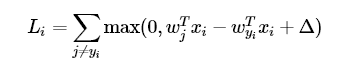 $L_i = \sum_{j \neq y_i} \max(0, w_j^T x_i - w_{y_i}^T x_i + \Delta)$